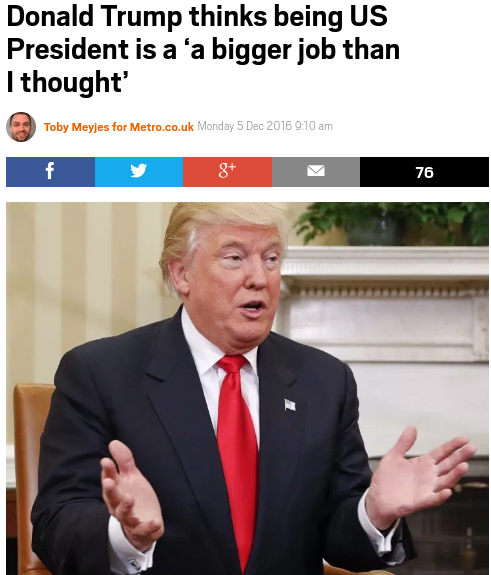 Donald Trump thinks being US
President is a ‘a bigger job than
I thought’
Toby Meyjes for Metro.co.uk Monday 5 Dec 2016 9:10 am
f
g+
76